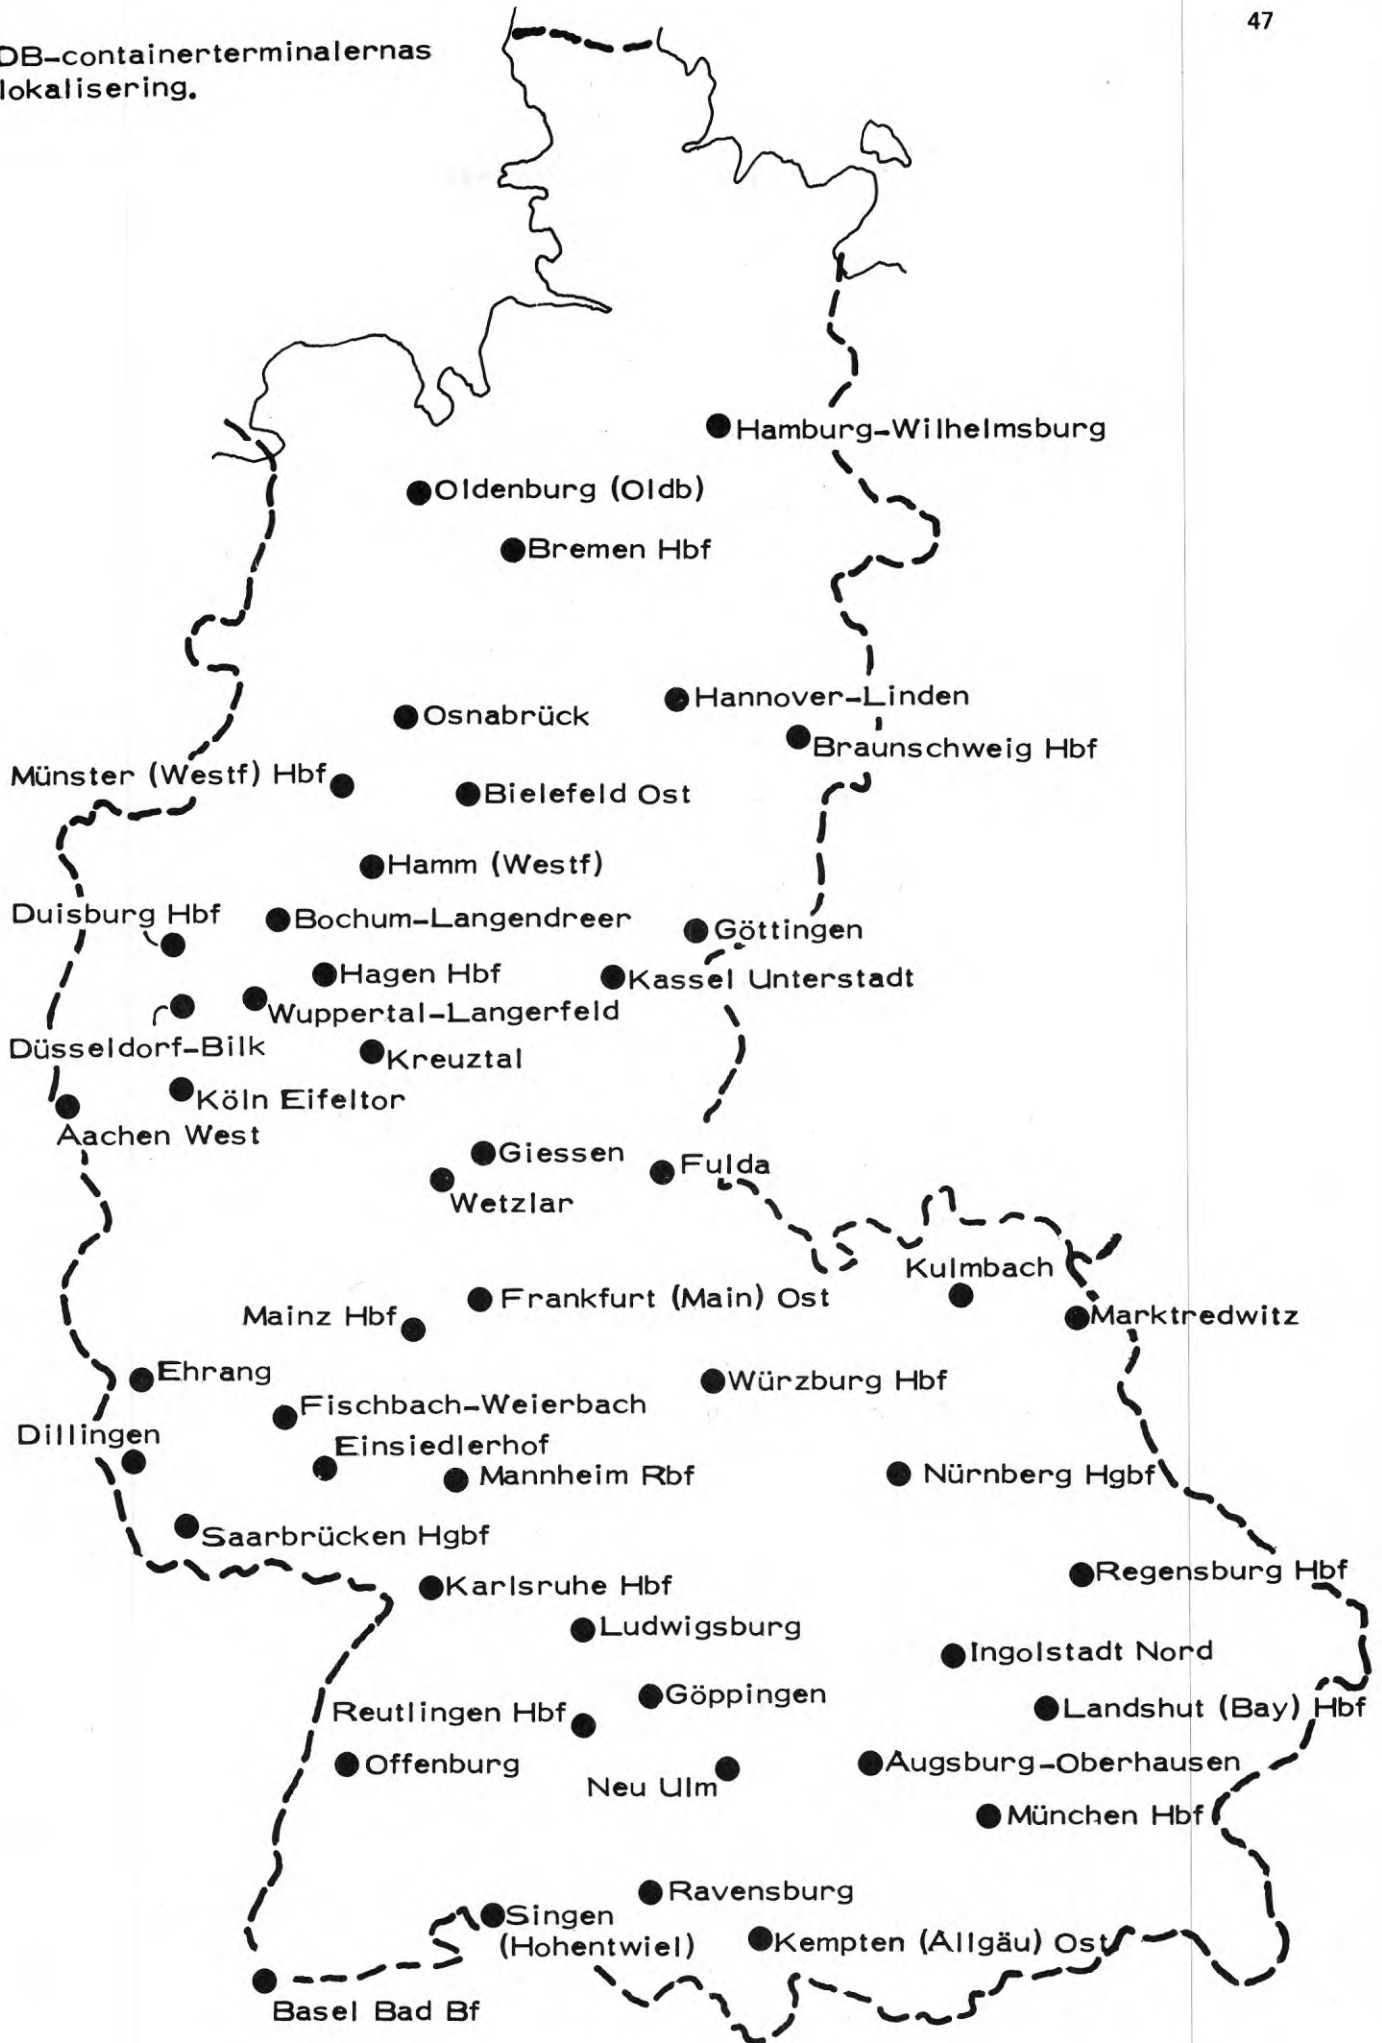 47
DB-containerterminalernas
lokalisering.
Hamburg-Wilhelmsburg
Oldenburg (Oldb)
Bremen Hbf
Hannover-Linden
Osnabrück
Braunschweig Hbf
Münster (Westf) Hbf
Bielefeld Ost
Hamm (Westf)
Duisburg Hbf
Bochum-Langendreer
Göttingen
Hagen Hbf
Kassel Unterstadt
Wuppertal-Langerfeld
Düsseldorf-Bilk
Kreuztal
Köln Eifeltor
Aachen West
Giessen
Fulda
Wetzlar
Kulmbach
Frankfurt (Main) Ost
Mainz Hbf
Marktredwitz
Ehrang
Würzburg Hbf
Fischbach-Weierbach
Dillingen
Einsiedlerhof
Mannheim Rbf
Nürnberg Hgbf
Saarbrücken Hgbf
Regensburg Hbf
Karlsruhe Hbf
Ludwigsburg
Ingolstadt Nord
Göppingen
Reutlingen Hbf
Landshut (Bay) Hbf
Offenburg
Augsburg-Oberhausen
Neu Ulm
München Hbf
Ravensburg
Singen
(Hohentwiel)
Kempten (Allgäu) Ost
Basel Bad Bf